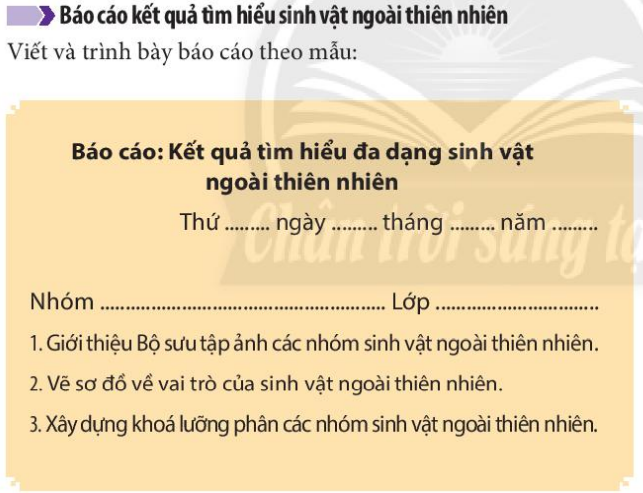 Báo cáo kết quả tìm hiểu sinh vật ngoài thiên nhiên
Viết và trình bày báo cáo theo mẫu:
Báo cáo: Kết quả tìm hiểu đa dạng sinh vật
ngoài thiên nhiên
Thứ ......... ngày ......... tháng ......... năm .........
Nhóm ....................................................... Lớp ................................
1. Giới thiệu Bộ sưu tập ảnh các nhóm sinh vật ngoài thiên nhiên.
2. Vẽ sơ đồ về vai trò của sinh vật ngoài thiên nhiên.
3. Xây dựng khoá lưỡng phân các nhóm sinh vật ngoài thiên nhiên.
Chân trời sáng tạ